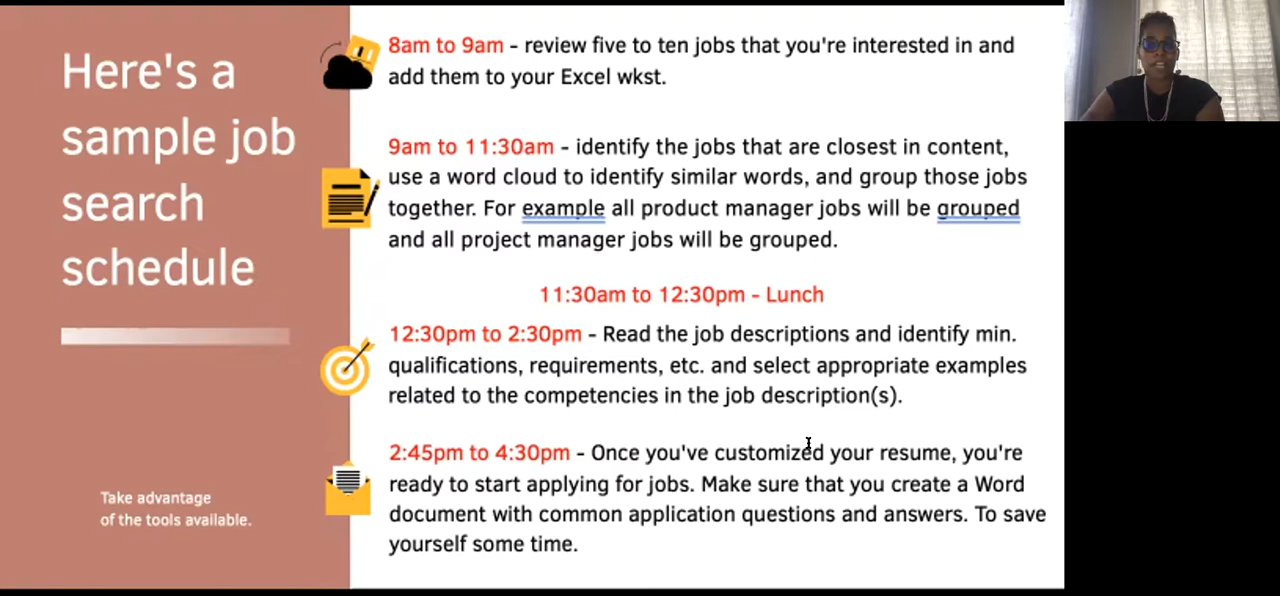 Here's a
sample job
search
schedule
Take advantage
of the tools available.
8am to 9am - review five to ten jobs that you're interested in and
add them to your Excel wkst.
9am to 11:30am - identify the jobs that are closest in content,
use a word cloud to identify similar words, and group those jobs
together. For example all product manager jobs will be grouped
and all project manager jobs will be grouped.
11:30am to 12:30pm - Lunch
12:30pm to 2:30pm - Read the job descriptions and identify min.
qualifications, requirements, etc. and select appropriate examples
related to the competencies in the job description(s).
2:45pm to 4:30pm - Once you've customized your resume, you're
ready to start applying for jobs. Make sure that you create a Word
document with common application questions and answers. To save
yourself some time.